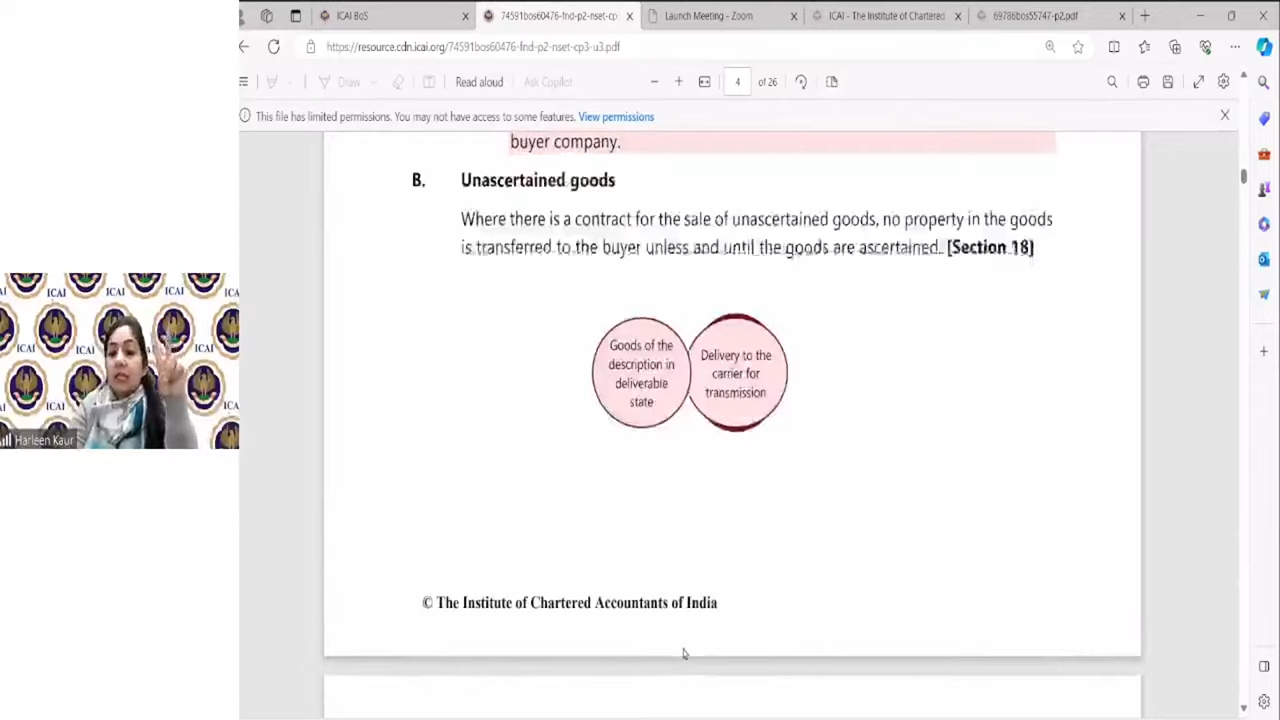 ICAI BoS
74591bos60476-fnd-p2-nset-cp
Launch Meeting - Zoom
ICAI - The Institute of Chartered
69786bos55747-p2.pdf
https://resource.cdn.icai.org/74591bos60476-fnd-p2-nset-cp3-u3.pdf
Draw
Read aloud
Ask Copilot
4 of 26
This file has limited permissions. You may not have access to some features. View permissions
buyer company.
B. Unascertained goods
Where there is a contract for the sale of unascertained goods, no property in the goods
is transferred to the buyer unless and until the goods are ascertained. [Section 18]
Goods of the
description in
deliverable
state
Delivery to the
carrier for
transmission
© The Institute of Chartered Accountants of India
ICAI
ICAI
ICAI
ICAI
ICAI
ICAI
Harleen Kaur